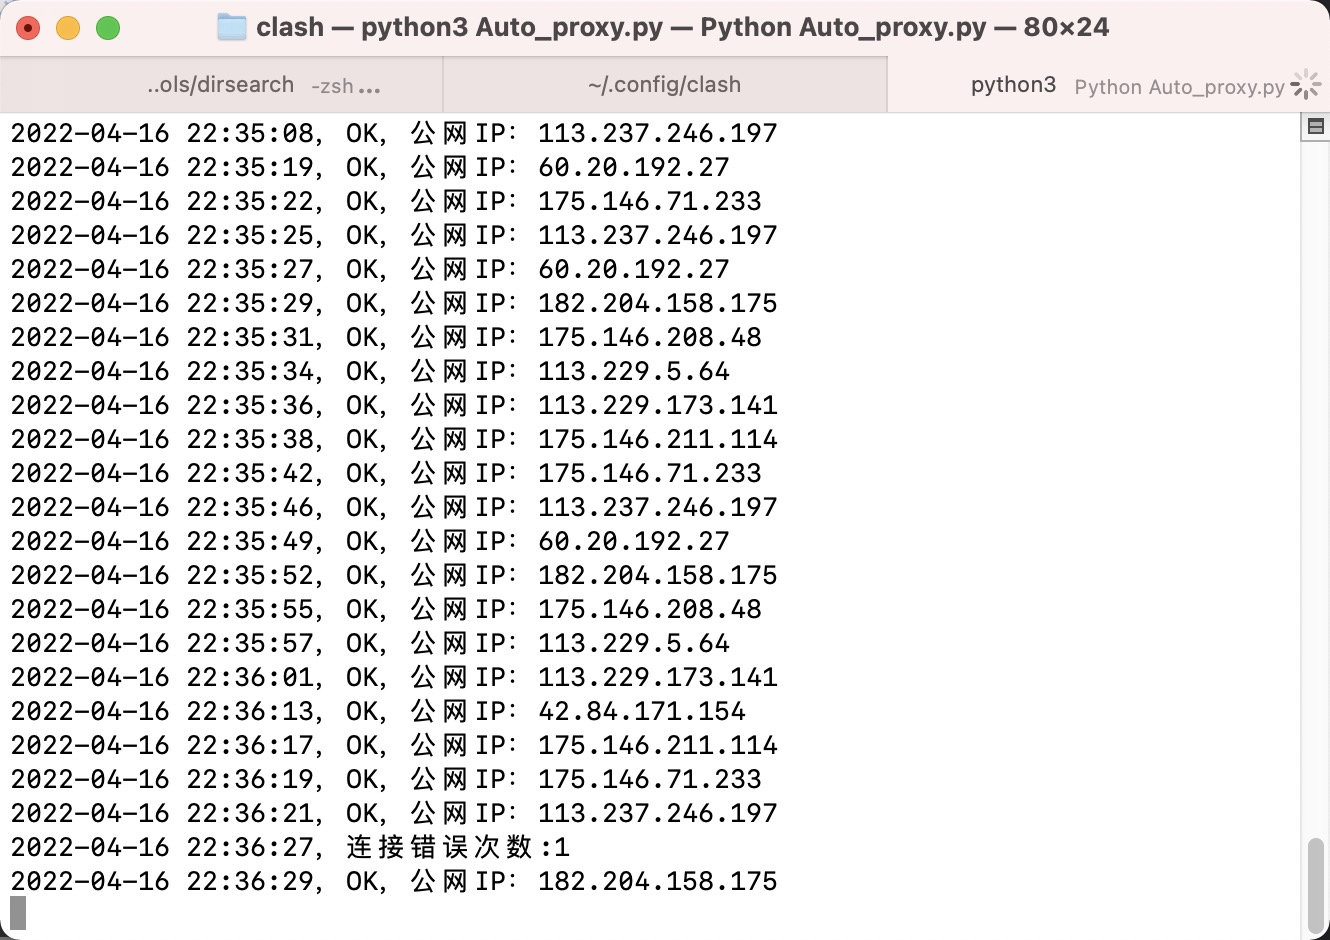 clash — python3 Auto_proxy.py — Python Auto_proxy.py — 80×24
..ols/dirsearch -zsh ...
~/.config/clash
python3 Python Auto_proxy.py
2022-04-16 22:35:08, OK, 公网IP: 113.237.246.197
2022-04-16 22:35:19, OK, 公网IP: 60.20.192.27
2022-04-16 22:35:22, OK, 公网IP: 175.146.71.233
2022-04-16 22:35:25, OK, 公网IP: 113.237.246.197
2022-04-16 22:35:27, OK, 公网IP: 60.20.192.27
2022-04-16 22:35:29, OK, 公网IP: 182.204.158.175
2022-04-16 22:35:31, OK, 公网IP: 175.146.208.48
2022-04-16 22:35:34, OK, 公网IP: 113.229.5.64
2022-04-16 22:35:36, OK, 公网IP: 113.229.173.141
2022-04-16 22:35:38, OK, 公网IP: 175.146.211.114
2022-04-16 22:35:42, OK, 公网IP: 175.146.71.233
2022-04-16 22:35:46, OK, 公网IP: 113.237.246.197
2022-04-16 22:35:49, OK, 公网IP: 60.20.192.27
2022-04-16 22:35:52, OK, 公网IP: 182.204.158.175
2022-04-16 22:35:55, OK, 公网IP: 175.146.208.48
2022-04-16 22:35:57, OK, 公网IP: 113.229.5.64
2022-04-16 22:36:01, OK, 公网IP: 113.229.173.141
2022-04-16 22:36:13, OK, 公网IP: 42.84.171.154
2022-04-16 22:36:17, OK, 公网IP: 175.146.211.114
2022-04-16 22:36:19, OK, 公网IP: 175.146.71.233
2022-04-16 22:36:21, OK, 公网IP: 113.237.246.197
2022-04-16 22:36:27, 连接错误次数:1
2022-04-16 22:36:29, OK, 公网IP: 182.204.158.175